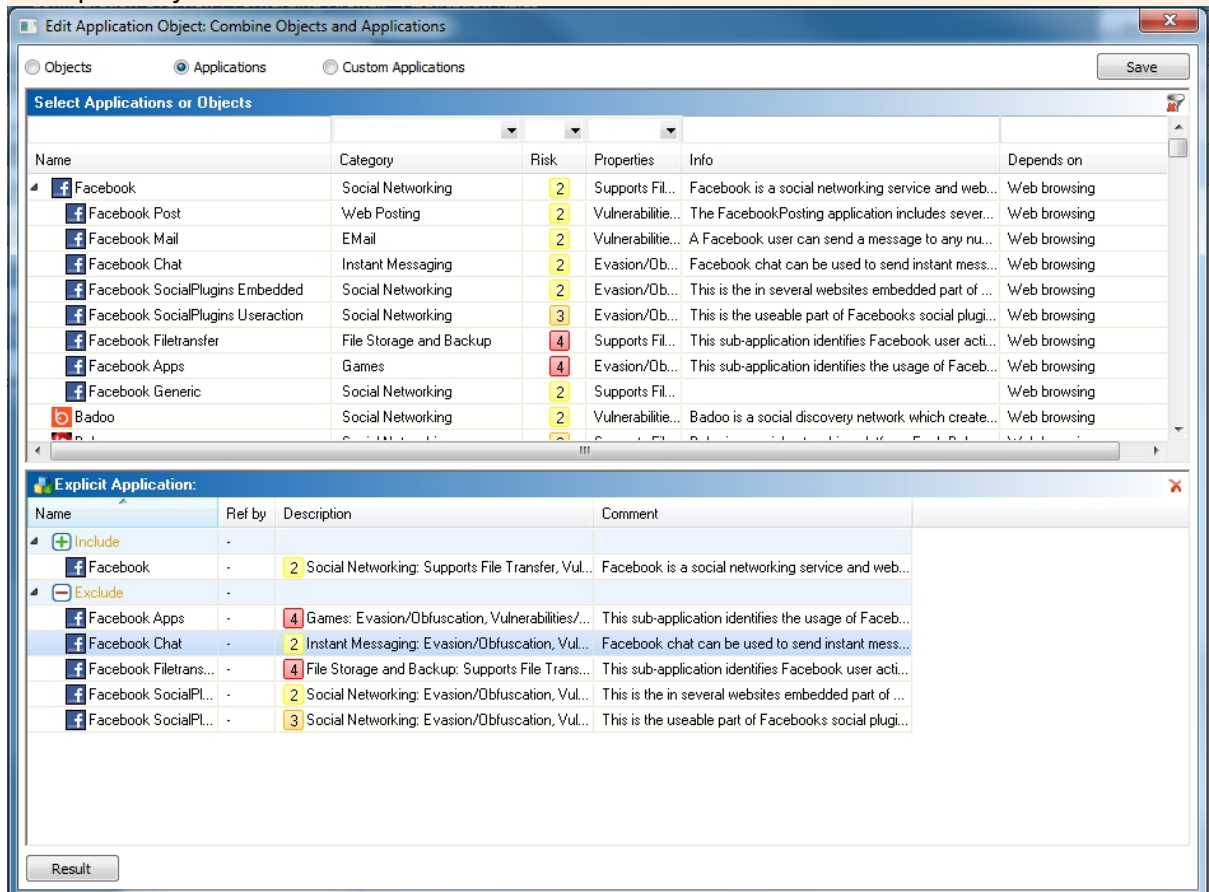 Edit Application Object: Combine Objects and Applications
Objects Applications Custom Applications Save
Select Applications or Objects
Name Category Risk Properties Info Depends on
Facebook Social Networking 2 Supports Fil... Facebook is a social networking service and web... Web browsing
Facebook Post Web Posting 2 Vulnerabilitie... The FacebookPosting application includes sever... Web browsing
Facebook Mail EMail 2 Vulnerabilitie... A Facebook user can send a message to any nu... Web browsing
Facebook Chat Instant Messaging 2 Evasion/Ob... Facebook chat can be used to send instant mess... Web browsing
Facebook SocialPlugins Embedded Social Networking 2 Evasion/Ob... This is the in several websites embedded part of ... Web browsing
Facebook SocialPlugins Useraction Social Networking 3 Evasion/Ob... This is the useable part of Facebooks social plugi... Web browsing
Facebook Filetransfer File Storage and Backup 4 Supports Fil... This sub-application identifies Facebook user acti... Web browsing
Facebook Apps Games 4 Evasion/Ob... This sub-application identifies the usage of Faceb... Web browsing
Facebook Generic Social Networking 2 Supports Fil... Web browsing
Badoo Social Networking 2 Vulnerabilitie... Badoo is a social discovery network which create... Web browsing
Explicit Application:
Name Ref by Description Comment
Include -
Facebook - 2 Social Networking: Supports File Transfer, Vul... Facebook is a social networking service and web...
Exclude -
Facebook Apps - 4 Games: Evasion/Obfuscation, Vulnerabilities/... This sub-application identifies the usage of Faceb...
Facebook Chat - 2 Instant Messaging: Evasion/Obfuscation, Vul... Facebook chat can be used to send instant mess...
Facebook Filetrans... - 4 File Storage and Backup: Supports File Trans... This sub-application identifies Facebook user acti...
Facebook SocialPl... - 2 Social Networking: Evasion/Obfuscation, Vul... This is the in several websites embedded part of ...
Facebook SocialPl... - 3 Social Networking: Evasion/Obfuscation, Vul... This is the useable part of Facebooks social plugi...
Result